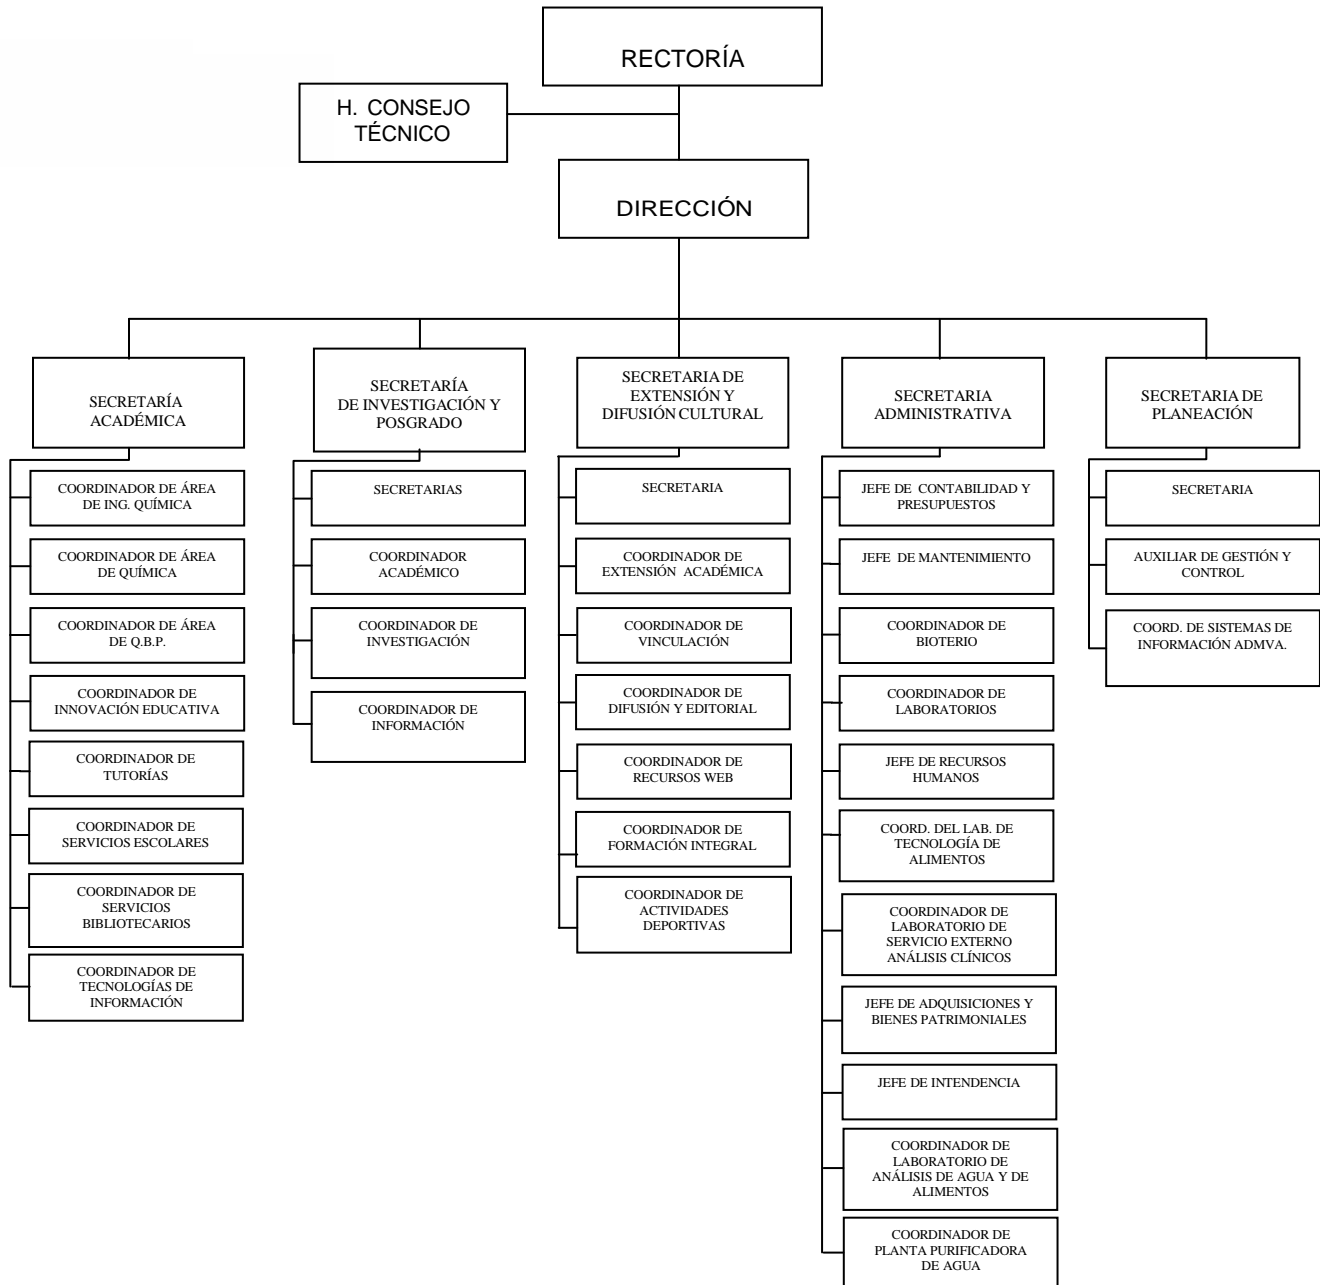 RECTORÍA
H. CONSEJO
TÉCNICO
DIRECCIÓN
SECRETARÍA
ACADÉMICA
COORDINADOR DE ÁREA
DE ING. QUÍMICA
COORDINADOR DE ÁREA
DE QUÍMICA
COORDINADOR DE ÁREA
DE Q.B.P.
COORDINADOR DE
INNOVACIÓN EDUCATIVA
COORDINADOR DE
TUTORÍAS
COORDINADOR DE
SERVICIOS ESCOLARES
COORDINADOR DE
SERVICIOS
BIBLIOTECARIOS
COORDINADOR DE
TECNOLOGÍAS DE
INFORMACIÓN
SECRETARÍA
DE INVESTIGACIÓN Y
POSGRADO
SECRETARIAS
COORDINADOR
ACADÉMICO
COORDINADOR DE
INVESTIGACIÓN
COORDINADOR DE
INFORMACIÓN
SECRETARIA DE
EXTENSIÓN Y
DIFUSIÓN CULTURAL
SECRETARIA
COORDINADOR DE
EXTENSIÓN ACADÉMICA
COORDINADOR DE
VINCULACIÓN
COORDINADOR DE
DIFUSIÓN Y EDITORIAL
COORDINADOR DE
RECURSOS WEB
COORDINADOR DE
FORMACIÓN INTEGRAL
COORDINADOR DE
ACTIVIDADES
DEPORTIVAS
SECRETARIA
ADMINISTRATIVA
JEFE DE CONTABILIDAD Y
PRESUPUESTOS
JEFE DE MANTENIMIENTO
COORDINADOR DE
BIOTERIO
COORDINADOR DE
LABORATORIOS
JEFE DE RECURSOS
HUMANOS
COORD. DEL LAB. DE
TECNOLOGÍA DE
ALIMENTOS
COORDINADOR DE
LABORATORIO DE
SERVICIO EXTERNO
ANÁLISIS CLÍNICOS
JEFE DE ADQUISICIONES Y
BIENES PATRIMONIALES
JEFE DE INTENDENCIA
COORDINADOR DE
LABORATORIO DE
ANÁLISIS DE AGUA Y DE
ALIMENTOS
COORDINADOR DE
PLANTA PURIFICADORA
DE AGUA
SECRETARIA DE
PLANEACIÓN
SECRETARIA
AUXILIAR DE GESTIÓN Y
CONTROL
COORD. DE SISTEMAS DE
INFORMACIÓN ADMVA.